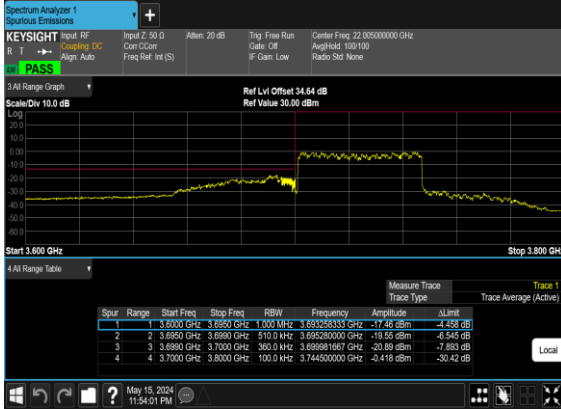 Spectrum Analyzer 1
Spurious Emissions
+
KEYSIGHT Input: RF Input Z: 50 Ω Atten: 20 dB Trig: Free Run Center Freq: 22.005000000 GHz
R T Coupling: DC Corr CCorr Gate: Off Avg|Hold: 100/100
Align: Auto Freq Ref: Int (S) IF Gain: Low Radio Std: None
PASS
3 All Range Graph Ref Lvl Offset 34.64 dB
Scale/Div 10.0 dB Ref Value 30.00 dBm
Log
20.0
10.0
0.00
-10.0
-20.0
-30.0
-40.0
-50.0
-60.0
Start 3.600 GHz Stop 3.800 GH
4 All Range Table
Measure Trace Trace 1
Trace Type Trace Average (Active)
Spur Range Start Freq Stop Freq RBW Frequency Amplitude ΔLimit
1 1 3.6000 GHz 3.6950 GHz 1.000 MHz 3.693258333 GHz -17.46 dBm -4.458 dB
2 2 3.6950 GHz 3.6990 GHz 510.0 kHz 3.695280000 GHz -19.55 dBm -6.545 dB
3 3 3.6990 GHz 3.7000 GHz 360.0 kHz 3.699981667 GHz -20.89 dBm -7.893 dB
4 4 3.7000 GHz 3.8000 GHz 100.0 kHz 3.744500000 GHz -0.418 dBm -30.42 dB
Local
? May 15, 2024
11:54:01 PM